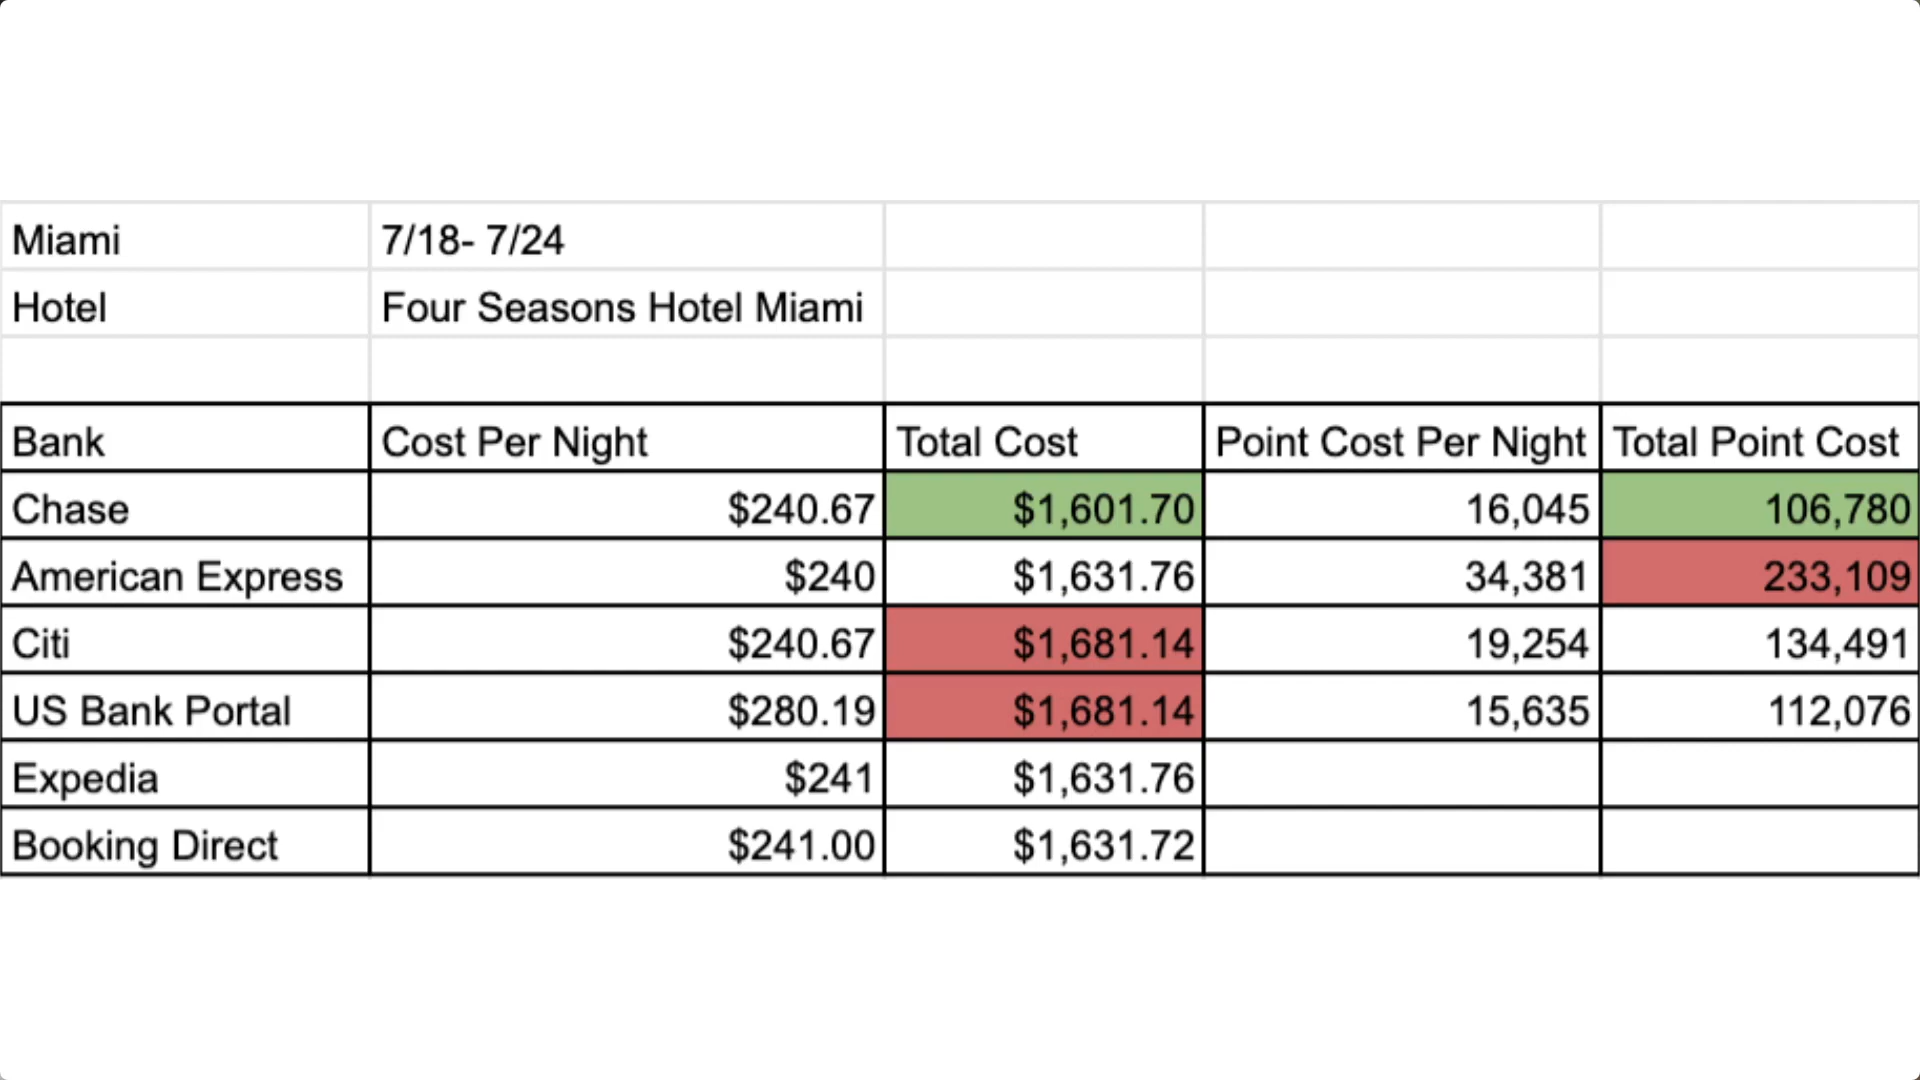 Miami 7/18- 7/24
Hotel Four Seasons Hotel Miami
Bank Cost Per Night Total Cost Point Cost Per Night Total Point Cost
Chase $240.67 $1,601.70 16,045 106,780
American Express $240 $1,631.76 34,381 233,109
Citi $240.67 $1,681.14 19,254 134,491
US Bank Portal $280.19 $1,681.14 15,635 112,076
Expedia $241 $1,631.76
Booking Direct $241.00 $1,631.72